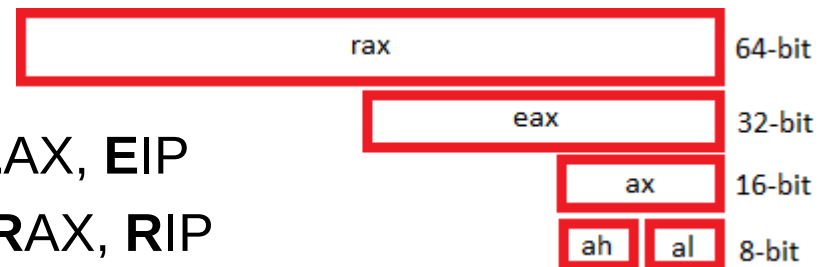 rax 64-bit
eax 32-bit
AX, EIP
ax 16-bit
RAX, RIP
ah al 8-bit